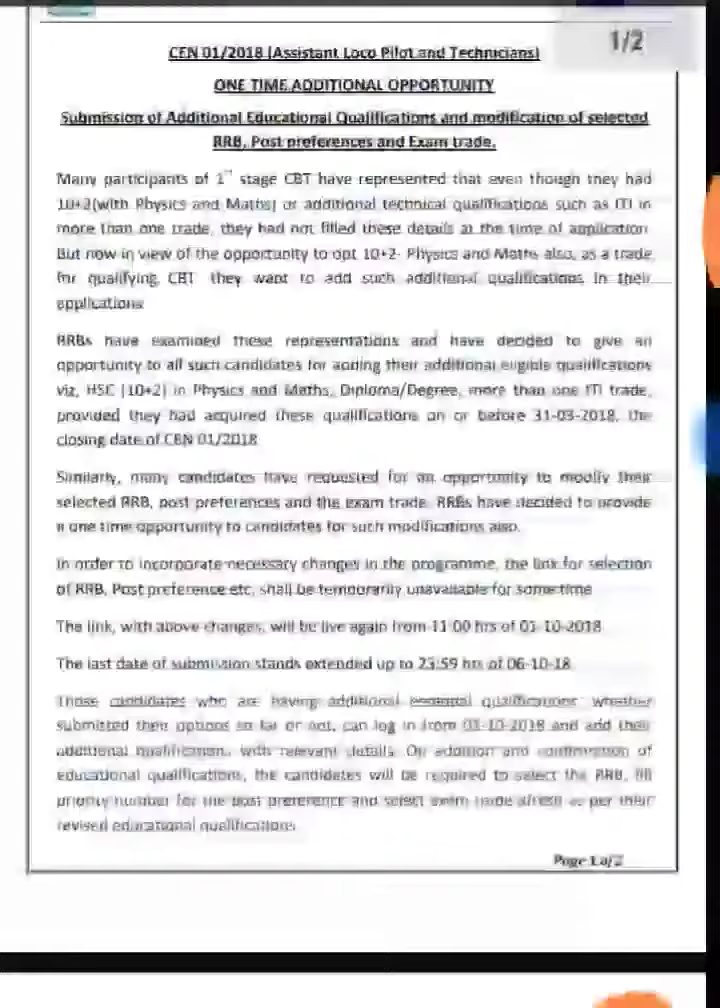 1/2
CEN 01/2018 (Assistant Loco Pilot and Technicians)
ONE TIME ADDITIONAL OPPORTUNITY
Submission of Additional Educational Qualifications and modification of selected
RRB, Post preferences and Exam trade.
Many participants of 1st stage CBT have represented that even though they had
10+2(with Physics and Maths) or additional technical qualifications such as ITI in
more than one trade, they had not filled these details at the time of application.
But now in view of the opportunity to opt 10+2- Physics and Maths also, as a trade
for qualifying CBT they want to add such additional qualifications in their
applications
RRBs have examined these representations and have decided to give an
opportunity to all such candidates for adding their additional eligible qualifications
viz, HSC (10+2) in Physics and Maths, Diploma/Degree, more than one ITI trade,
provided they had acquired these qualifications on or before 31-03-2018, the
closing date of CEN 01/2018
Similarly, many candidates have requested for an opportunity to modify their
selected RRB, post preferences and the exam trade. RRBs have decided to provide
a one time opportunity to candidates for such modifications also.
In order to incorporate necessary changes in the programme, the link for selection
of RRB, Post preference etc, shall be temporarily unavailable for some time
The link, with above changes, will be live again from 11:00 hrs of 01-10-2018
The last date of submission stands extended up to 23:59 hrs of 06-10-18
Those candidates who are having additional qualifications whether
submitted their options so far or not, can log in from 01-10-2018 and add their
additional qualifications with relevant details. On addition and confirmation of
educational qualifications, the candidates will be required to select the RRB, fill
priority number for the post preference and select exam trade afresh as per their
revised educational qualifications
Page 1 of 2